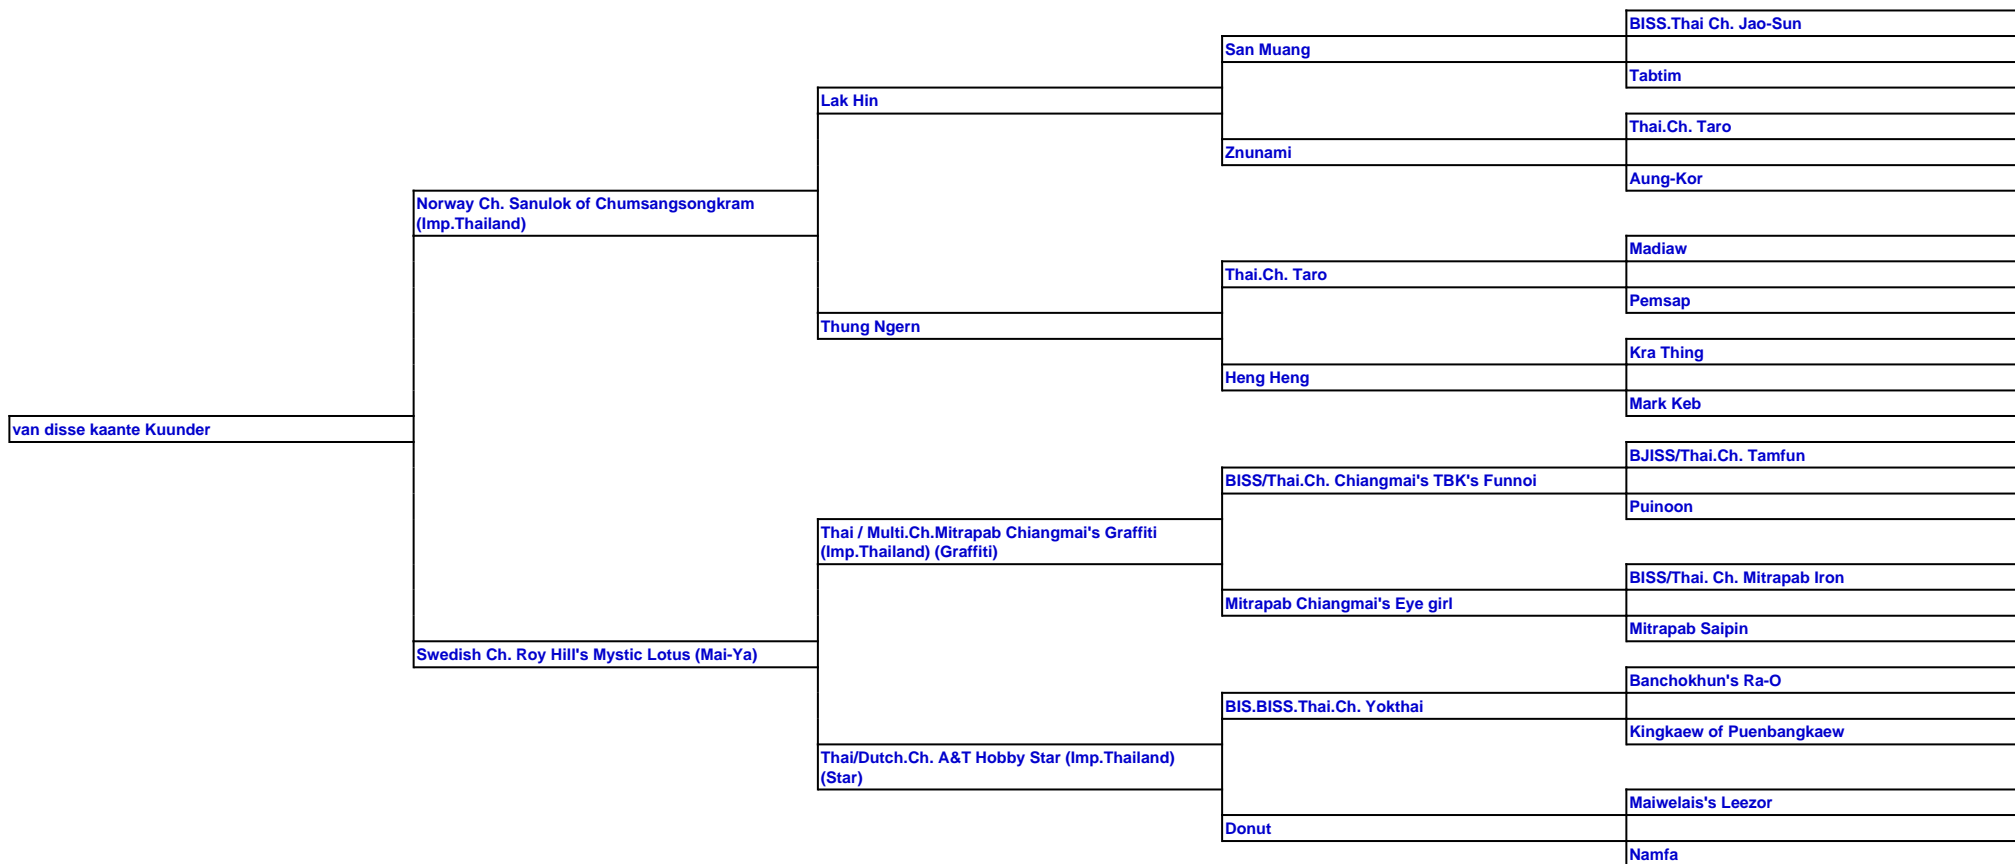 BISS.Thai Ch. Jao-Sun
San Muang
Tabtim
Lak Hin
Thai.Ch. Taro
Znunami
Aung-Kor
Norway Ch. Sanulok of Chumsangsongkram
(Imp.Thailand)
Madiaw
Thai.Ch. Taro
Pemsap
Thung Ngern
Kra Thing
Heng Heng
Mark Keb
van disse kaante Kuunder
BJISS/Thai.Ch. Tamfun
BISS/Thai.Ch. Chiangmai's TBK's Funnoi
Puinoon
Thai / Multi.Ch.Mitrapab Chiangmai's Graffiti
(Imp.Thailand) (Graffiti)
BISS/Thai. Ch. Mitrapab Iron
Mitrapab Chiangmai's Eye girl
Mitrapab Saipin
Swedish Ch. Roy Hill's Mystic Lotus (Mai-Ya)
Banchokhun's Ra-O
BIS.BISS.Thai.Ch. Yokthai
Kingkaew of Puenbangkaew
Thai/Dutch.Ch. A&T Hobby Star (Imp.Thailand)
(Star)
Maiwelais's Leezor
Donut
Namfa